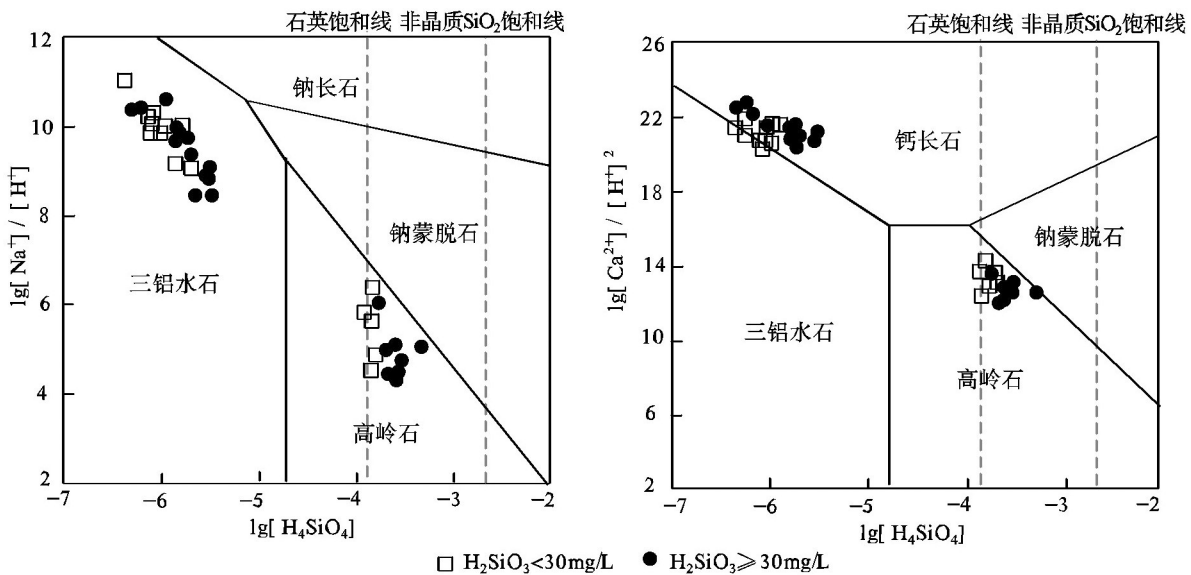 石英饱和线 非晶质SiO₂饱和线
12
10
8
6
4
2
lg[ Na⁺] / [ H⁺]
钠长石
钠蒙脱石
三铝水石
高岭石
−7 −6 −5 −4 −3 −2
lg[ H₄SiO₄]
石英饱和线 非晶质SiO₂饱和线
26
22
18
14
10
6
2
lg[ Ca²⁺] / [ H⁺] ²
钙长石
钠蒙脱石
三铝水石
高岭石
−7 −6 −5 −4 −3 −2
lg[ H₄SiO₄]
H₂SiO₃<30mg/L H₂SiO₃⩾30mg/L